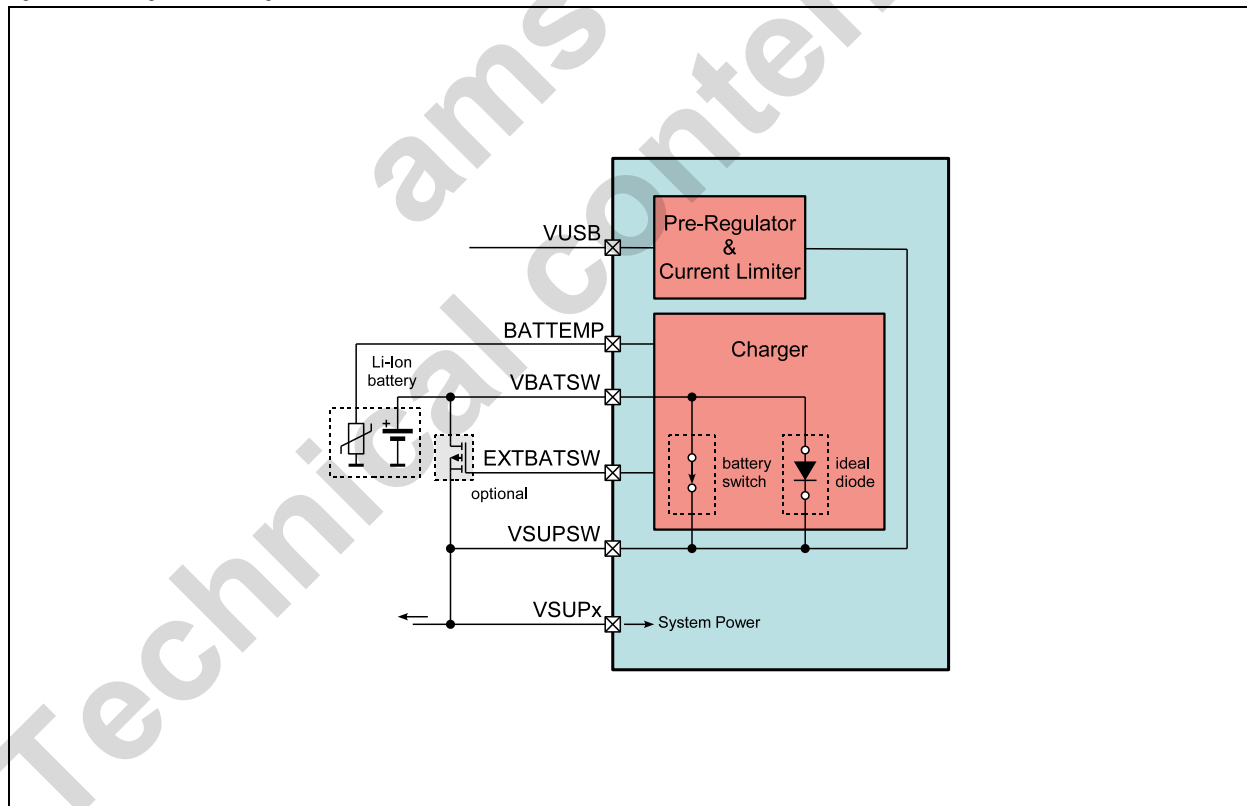 ams
Technical conten
Pre-Regulator
&
Current Limiter
VUSB
BATTEMP
Charger
Li-Ion
battery
VBATSW
+
EXTBATSW
optional
battery
switch
ideal
diode
VSUPSW
VSUPx
System Power